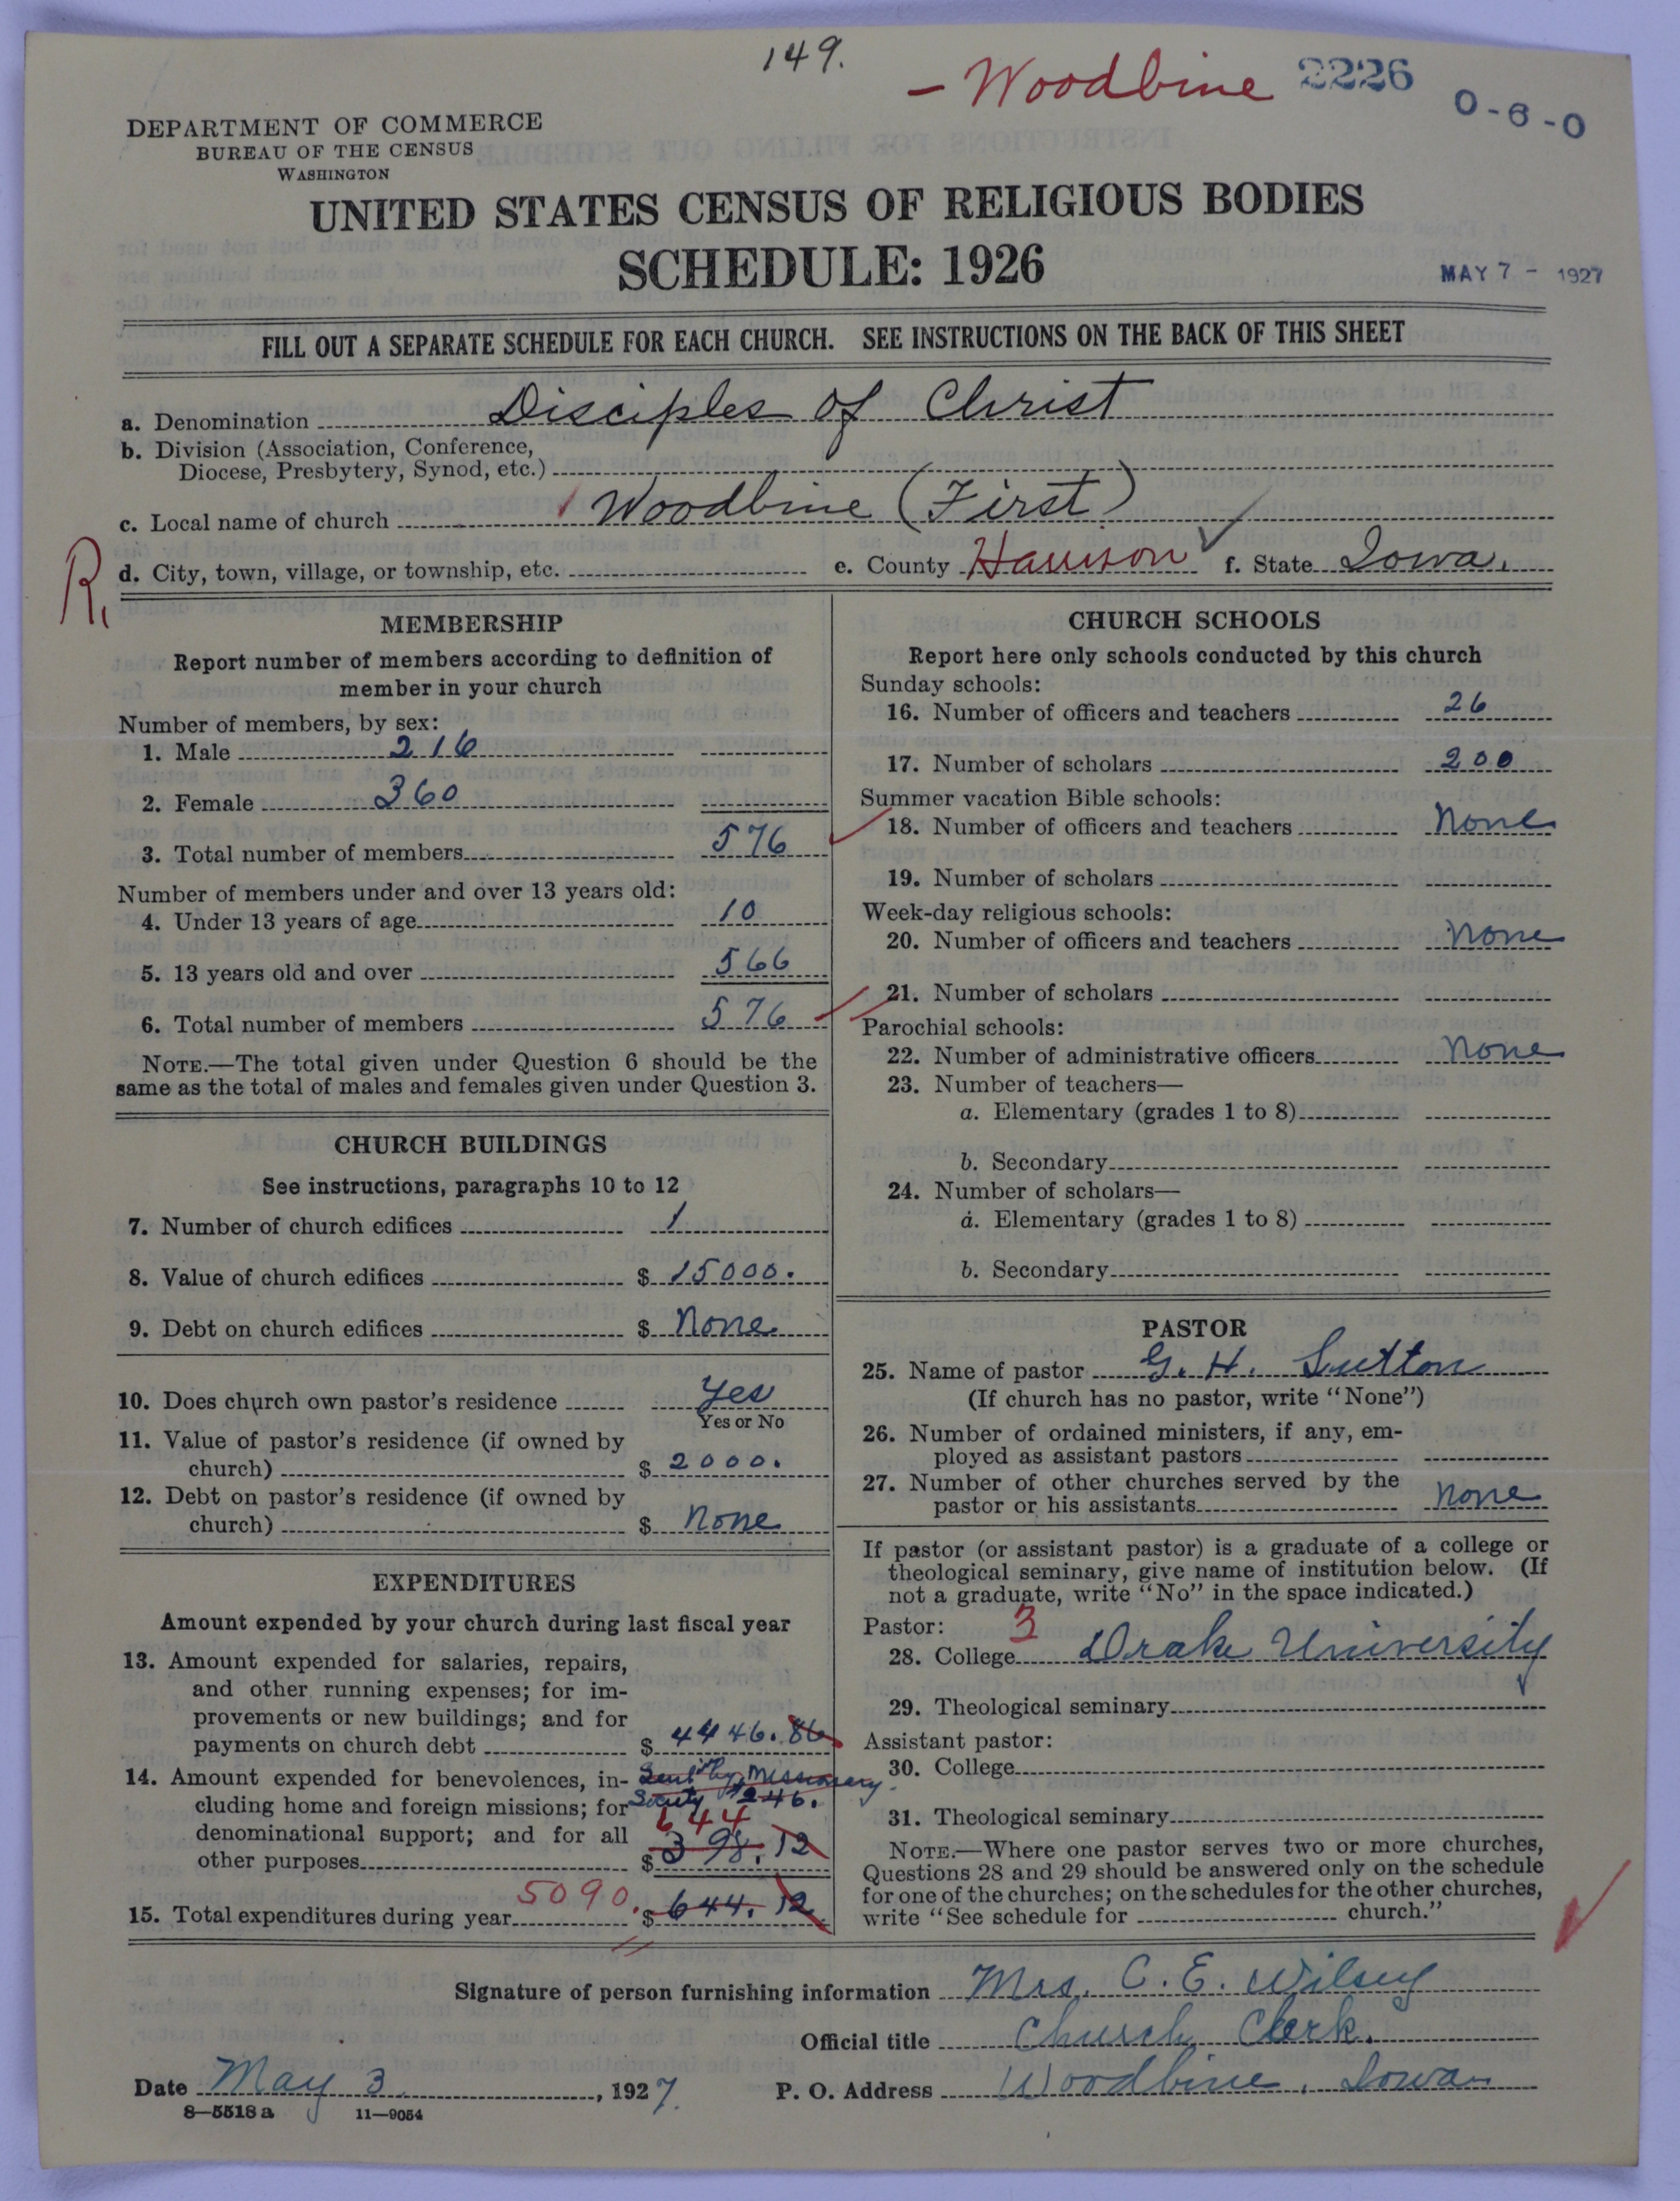 149.
– Woodbine 2226
0-6-0
DEPARTMENT OF COMMERCE
BUREAU OF THE CENSUS
WASHINGTON
UNITED STATES CENSUS OF RELIGIOUS BODIES
SCHEDULE: 1926
MAY 7 - 1927
FILL OUT A SEPARATE SCHEDULE FOR EACH CHURCH. SEE INSTRUCTIONS ON THE BACK OF THIS SHEET
a. Denomination Disciples of Christ
b. Division (Association, Conference,
Diocese, Presbytery, Synod, etc.)
c. Local name of church Woodbine (First)
R,
d. City, town, village, or township, etc. e. County Harrison f. State Iowa.
MEMBERSHIP
Report number of members according to definition of
member in your church
Number of members, by sex:
1. Male 216
2. Female 360
3. Total number of members 576
Number of members under and over 13 years old:
4. Under 13 years of age 10
5. 13 years old and over 566
6. Total number of members 576
NOTE.—The total given under Question 6 should be the
same as the total of males and females given under Question 3.
CHURCH BUILDINGS
See instructions, paragraphs 10 to 12
7. Number of church edifices 1
8. Value of church edifices $ 15000.
9. Debt on church edifices $ None
10. Does church own pastor's residence Yes
Yes or No
11. Value of pastor's residence (if owned by
church) $ 2000.
12. Debt on pastor's residence (if owned by
church) $ None
EXPENDITURES
Amount expended by your church during last fiscal year
13. Amount expended for salaries, repairs,
and other running expenses; for im-
provements or new buildings; and for
payments on church debt $ 4446.86
14. Amount expended for benevolences, in- Sent by Missionary
cluding home and foreign missions; for Society $246.
644
denominational support; and for all
other purposes $ 398.12
15. Total expenditures during year 5090. $ 644.12
CHURCH SCHOOLS
Report here only schools conducted by this church
Sunday schools:
16. Number of officers and teachers 26
17. Number of scholars 200
Summer vacation Bible schools:
18. Number of officers and teachers None
19. Number of scholars
Week-day religious schools:
20. Number of officers and teachers None
21. Number of scholars
Parochial schools:
22. Number of administrative officers None
23. Number of teachers—
a. Elementary (grades 1 to 8)
b. Secondary
24. Number of scholars—
a. Elementary (grades 1 to 8)
b. Secondary
PASTOR
25. Name of pastor G. H. Sutton
(If church has no pastor, write "None")
26. Number of ordained ministers, if any, em-
ployed as assistant pastors
27. Number of other churches served by the
pastor or his assistants None
If pastor (or assistant pastor) is a graduate of a college or
theological seminary, give name of institution below. (If
not a graduate, write "No" in the space indicated.)
Pastor: 3
28. College Drake University
29. Theological seminary
Assistant pastor:
30. College
31. Theological seminary
NOTE.—Where one pastor serves two or more churches,
Questions 28 and 29 should be answered only on the schedule
for one of the churches; on the schedules for the other churches,
write "See schedule for church."
Signature of person furnishing information Mrs. C. E. Wilsey
Official title Church Clerk.
Date May 3, 1927. P. O. Address Woodbine, Iowa
8—5518a 11—9054